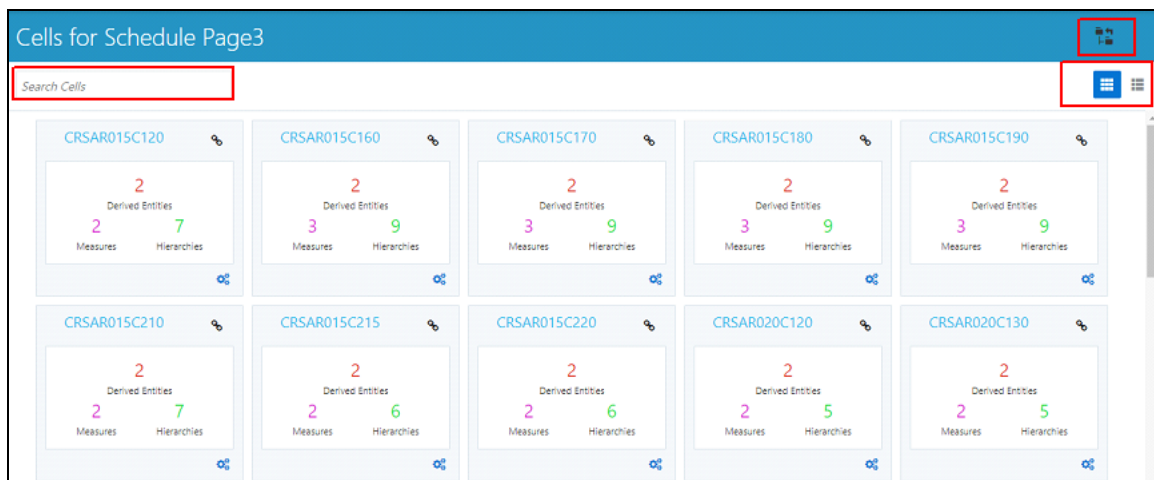 Cells for Schedule Page3
Search Cells
CRSAR015C120 CRSAR015C160 CRSAR015C170 CRSAR015C180 CRSAR015C190
2 2 2 2 2
Derived Entities Derived Entities Derived Entities Derived Entities Derived Entities
2 7 3 9 3 9 3 9 3 9
Measures Hierarchies Measures Hierarchies Measures Hierarchies Measures Hierarchies Measures Hierarchies
CRSAR015C210 CRSAR015C215 CRSAR015C220 CRSAR020C120 CRSAR020C130
2 2 2 2 2
Derived Entities Derived Entities Derived Entities Derived Entities Derived Entities
2 7 2 6 2 6 2 5 2 5
Measures Hierarchies Measures Hierarchies Measures Hierarchies Measures Hierarchies Measures Hierarchies